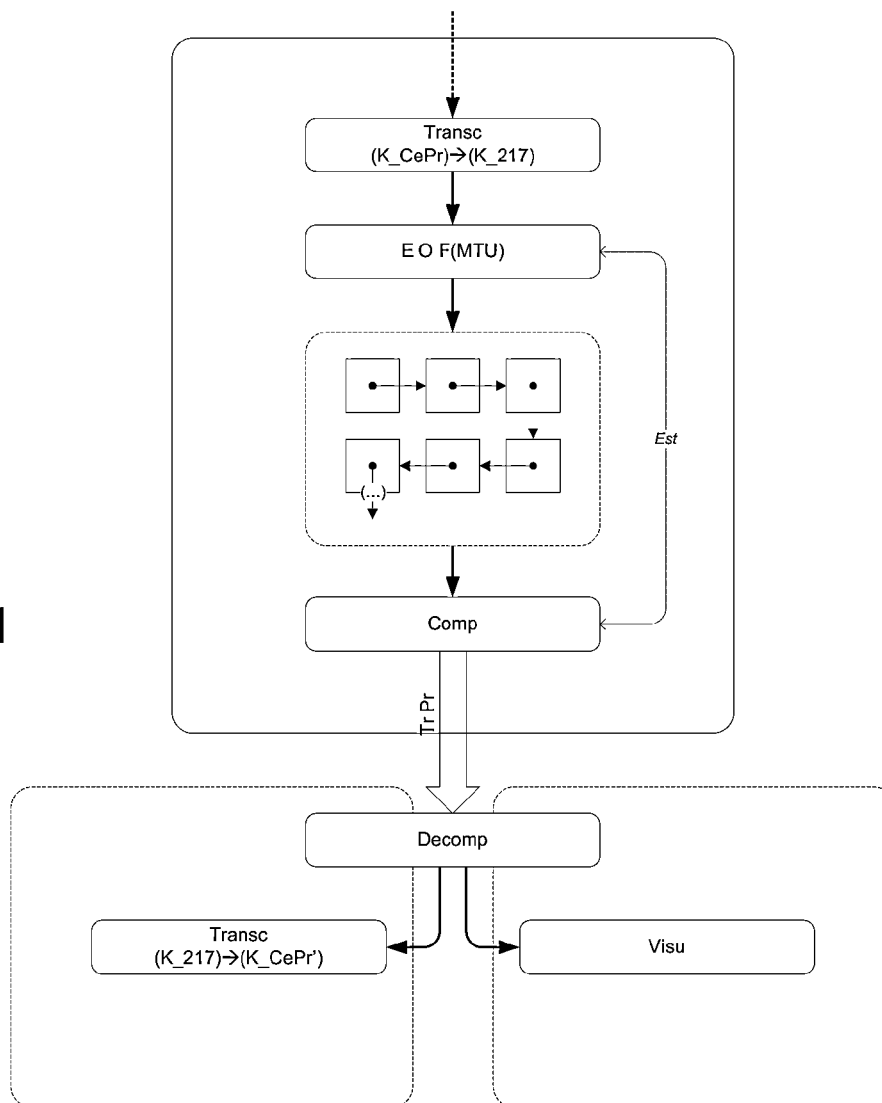 Transc
(K_CePr)→(K_217)
E O F(MTU)
(...)
Est
Comp
Tr Pr
Decomp
Transc
(K_217)→(K_CePr')
Visu